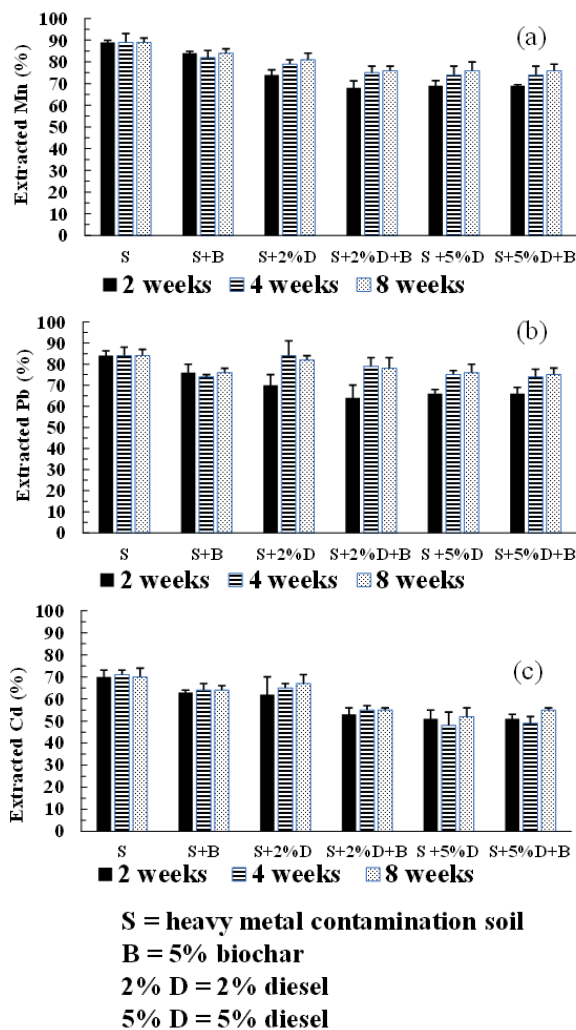 (a)
Extracted Mn (%)
100
90
80
70
60
50
40
30
20
10
0
S S+B S+2%D S+2%D+B S +5%D S+5%D+B
2 weeks 4 weeks 8 weeks
(b)
Extracted Pb (%)
100
90
80
70
60
50
40
30
20
10
0
S S+B S+2%D S+2%D+B S +5%D S+5%D+B
2 weeks 4 weeks 8 weeks
(c)
Extracted Cd (%)
100
90
80
70
60
50
40
30
20
10
0
S S+B S+2%D S+2%D+B S +5%D S+5%D+B
2 weeks 4 weeks 8 weeks
S = heavy metal contamination soil
B = 5% biochar
2% D = 2% diesel
5% D = 5% diesel